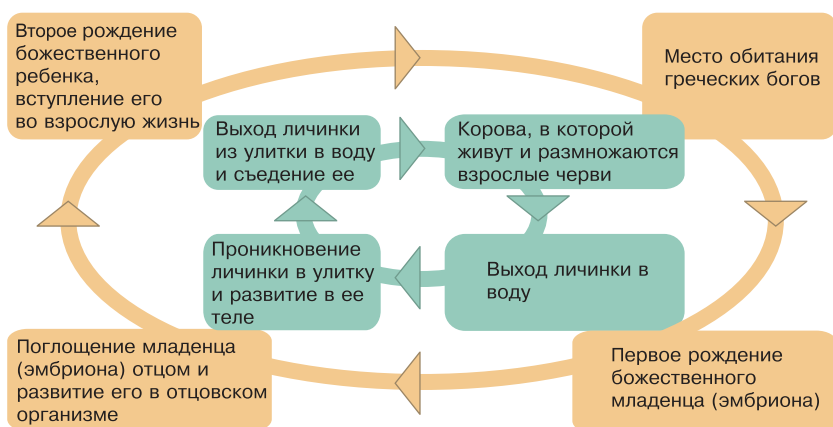 Второе рождение
божественного
ребенка,
вступление его
во взрослую жизнь
Место обитания
греческих богов
Выход личинки
из улитки в воду
и съедение ее
Корова, в которой
живут и размножаются
взрослые черви
Проникновение
личинки в улитку
и развитие в ее
теле
Выход личинки в
воду
Поглощение младенца
(эмбриона) отцом и
развитие его в отцовском
организме
Первое рождение
божественного
младенца (эмбриона)